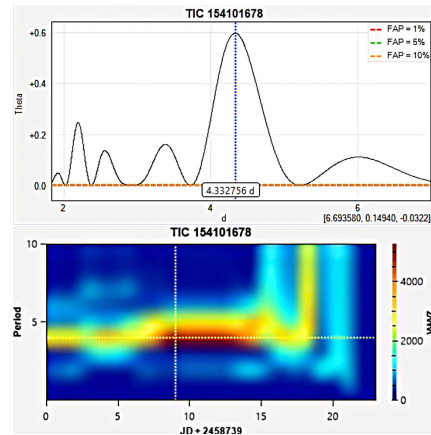 TIC 154101678
+0.6
+0.4
+0.2
0.0
Theta
FAP = 1%
FAP = 5%
FAP = 10%
4.332756 d
2
4
6
d
[6.693580, 0.14940, -0.0322]
TIC 154101678
10
5
Period
0
5
10
15
20
JD + 2458739
4000
2000
0
WWZ